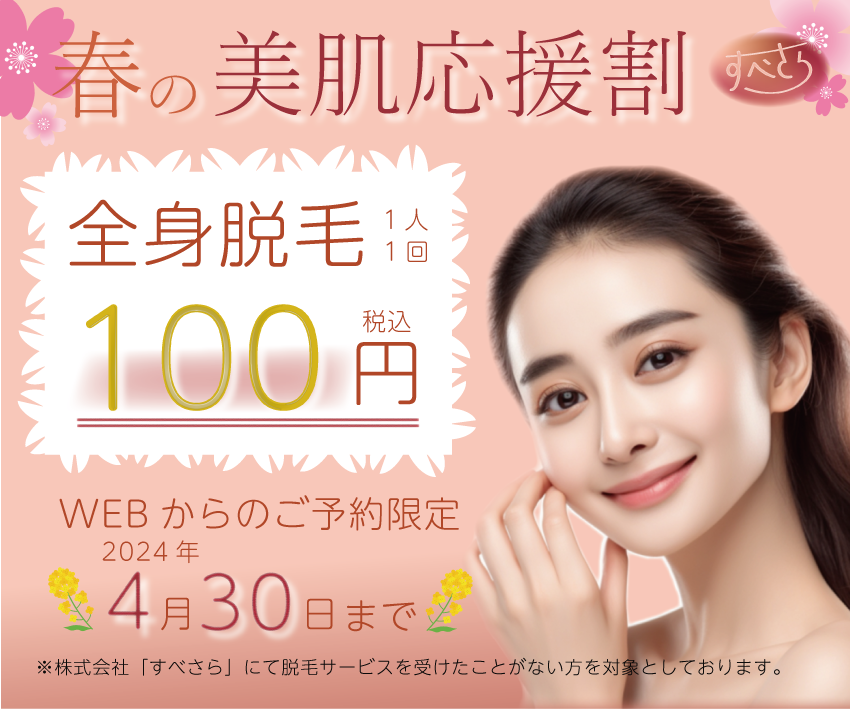 春の美肌応援割
すべさら
全身脱毛
1人
1回
100円
税込
WEBからのご予約限定
2024年
4月30日まで
※株式会社「すべさら」にて脱毛サービスを受けたことがない方を対象としております。